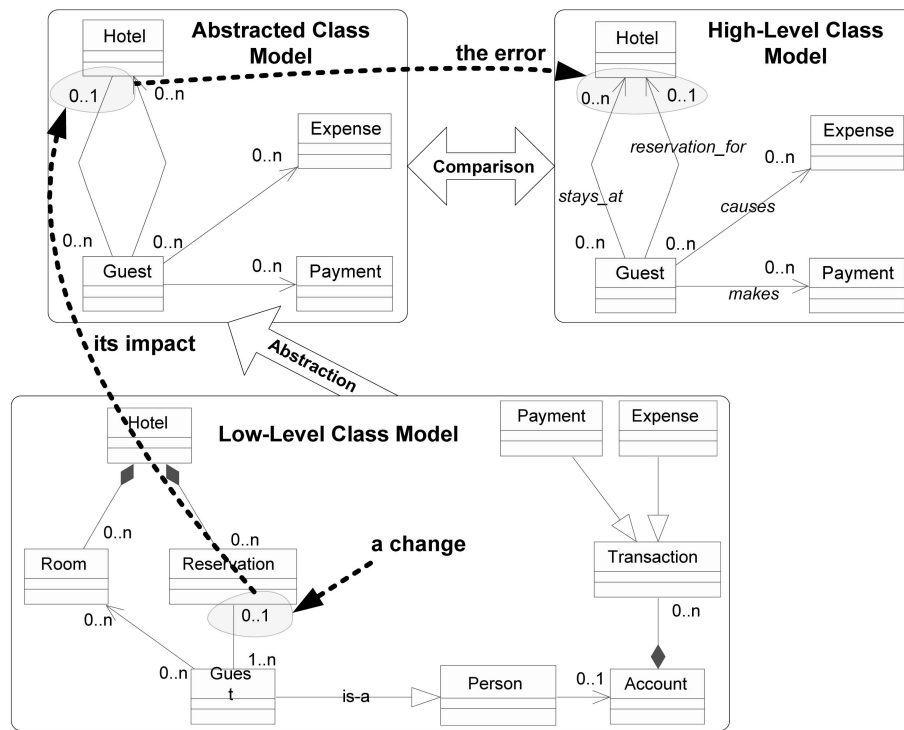 Abstracted Class
Model
Hotel
0..1
0..n
Expense
0..n
0..n
0..n
0..n
Guest
Payment
the error
Comparison
High-Level Class
Model
Hotel
0..n
0..1
reservation_for
Expense
0..n
stays_at
causes
0..n
0..n
0..n
Guest
Payment
makes
its impact
Abstraction
Low-Level Class Model
Hotel
Payment
Expense
0..n
0..n
Room
Reservation
a change
Transaction
0..n
0..1
0..n
0..n
1..n
Gues
t
is-a
Person
0..1
Account